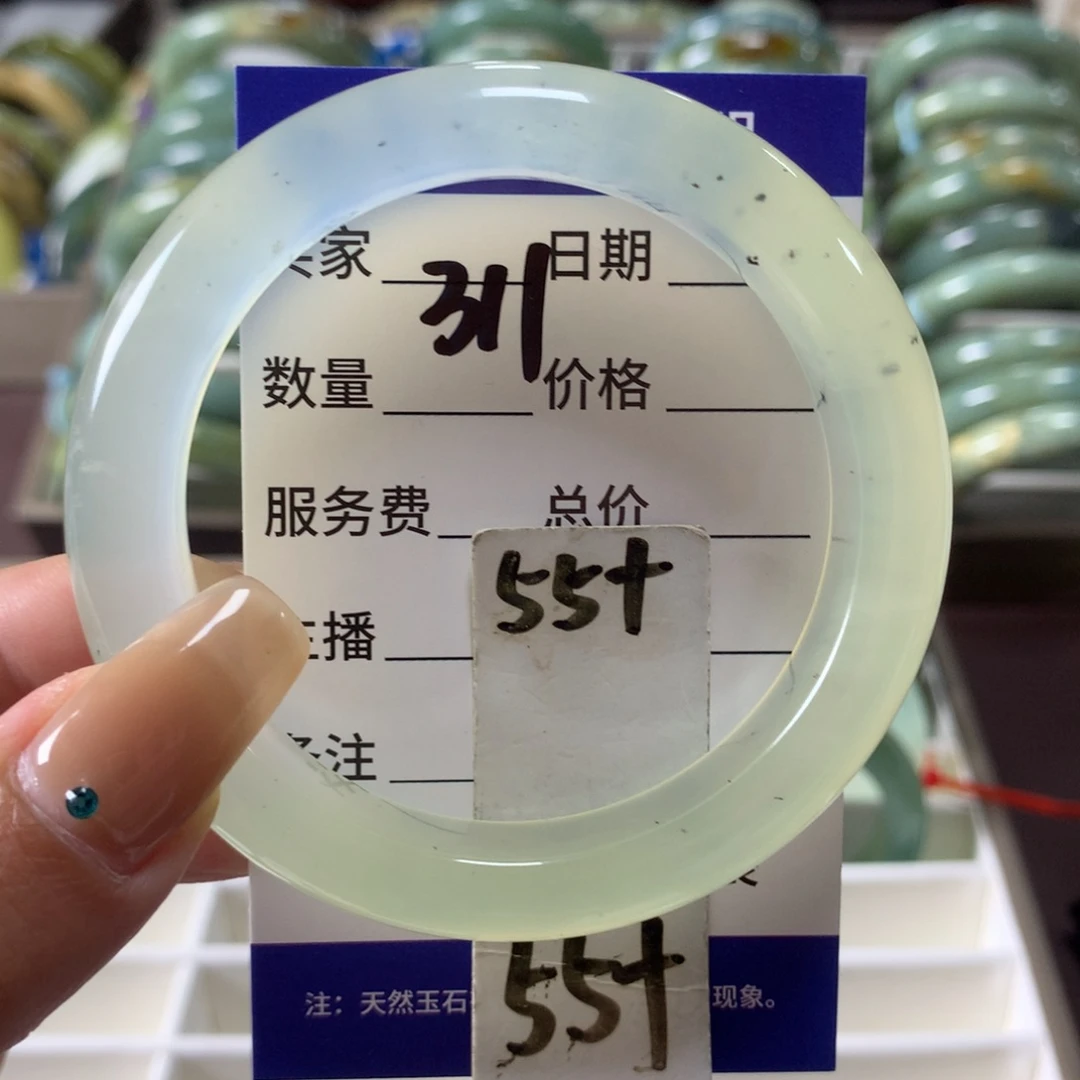 家 日期
311
数量 价格
服务费 总价
55+
播
注
55+
注：天然玉石 现象。